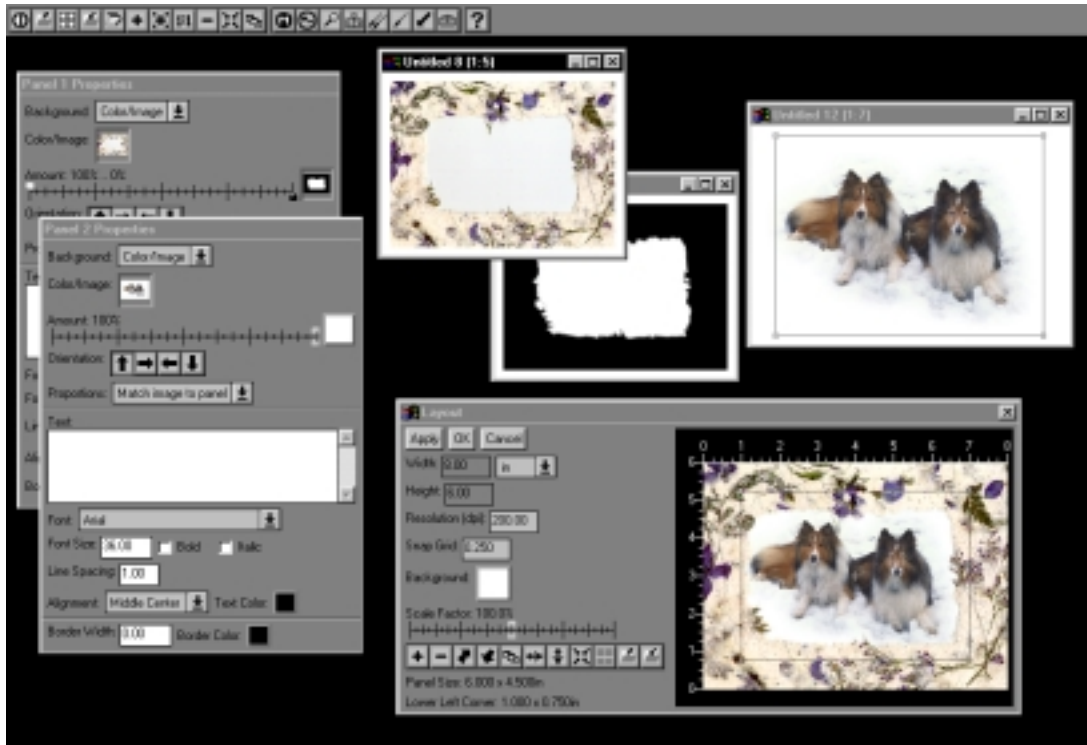 Untitled 8 (1:5)
Panel 1 Properties
Background: Color/Image
Color/Image:
Amount: 100% ... 0%
Orientation:
Untitled 12 (1:7)
Panel 2 Properties
Background: Color/Image
Color/Image:
Amount: 100%
Orientation:
Proportions: Match image to panel
Text:
Font: Arial
Font Size: 36.00 Bold Italic
Line Spacing: 1.00
Alignment: Middle Center Text Color:
Border Width: 0.00 Border Color:
Layout
Apply OK Cancel
Width: 8.00 in
Height: 6.00
Resolution (dpi): 200.00
Snap Grid: 0.250
Background:
Scale Factor: 100.0%
Panel Size: 6.000 x 4.500in
Lower Left Corner: 1.000 x 0.750in
0 1 2 3 4 5 6 7 8
6
5
4
3
2
1
0